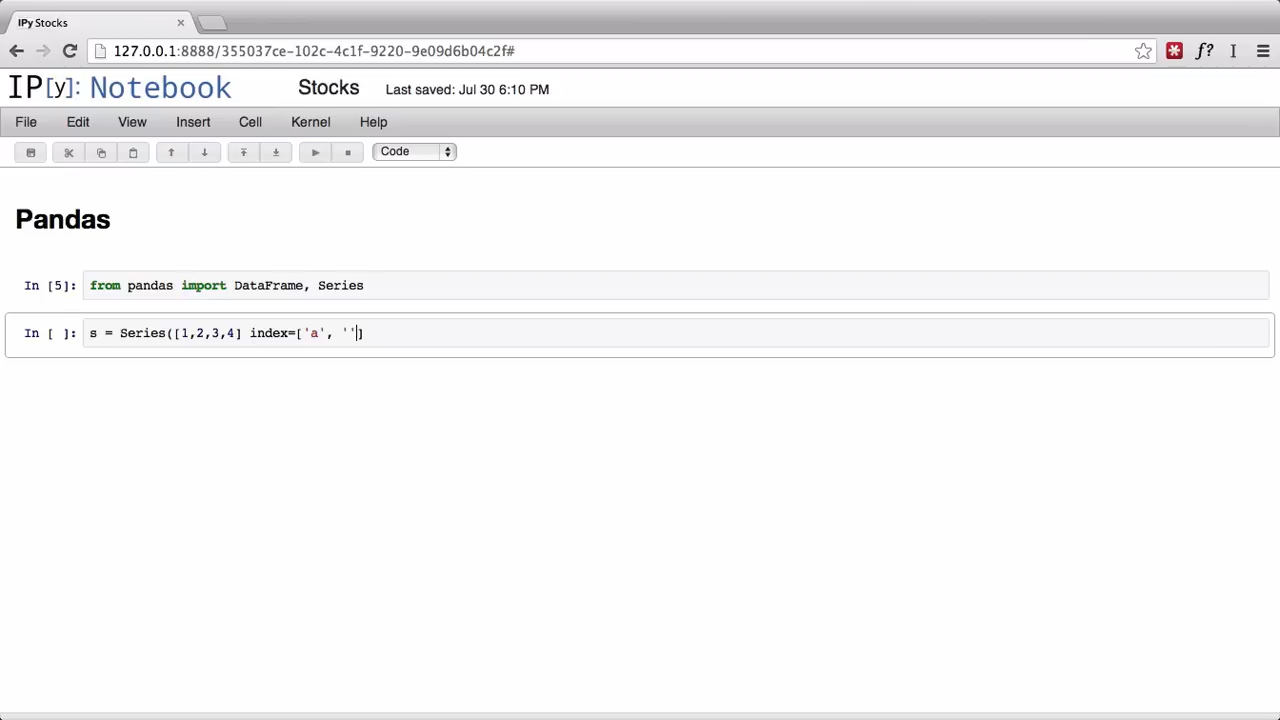 IPy Stocks
127.0.0.1:8888/355037ce-102c-4c1f-9220-9e09d6b04c2f#
f?
IP[y]: Notebook Stocks Last saved: Jul 30 6:10 PM
File Edit View Insert Cell Kernel Help
Code
Pandas
In [5]: from pandas import DataFrame, Series
In [ ]: s = Series([1,2,3,4] index=['a', '']